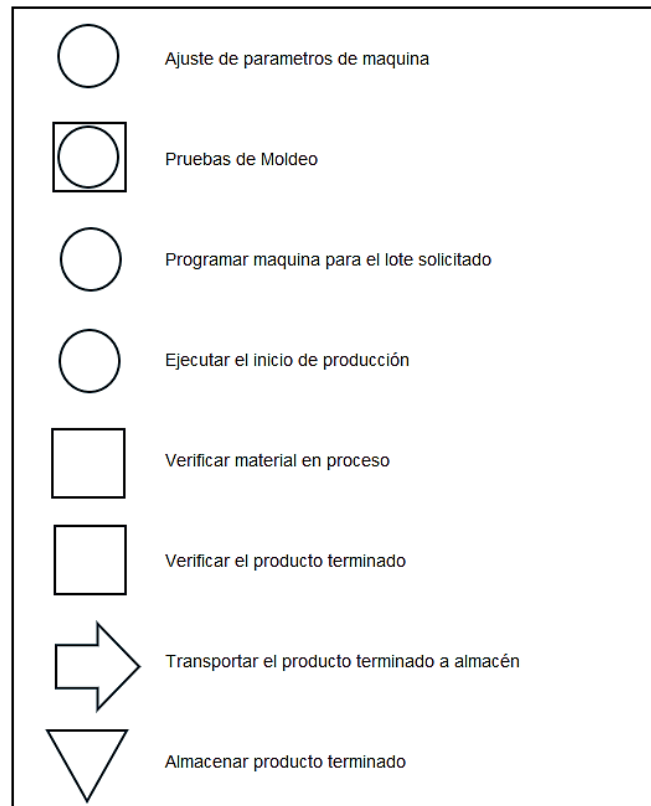 Ajuste de parametros de maquina
Pruebas de Moldeo
Programar maquina para el lote solicitado
Ejecutar el inicio de producción
Verificar material en proceso
Verificar el producto terminado
Transportar el producto terminado a almacén
Almacenar producto terminado